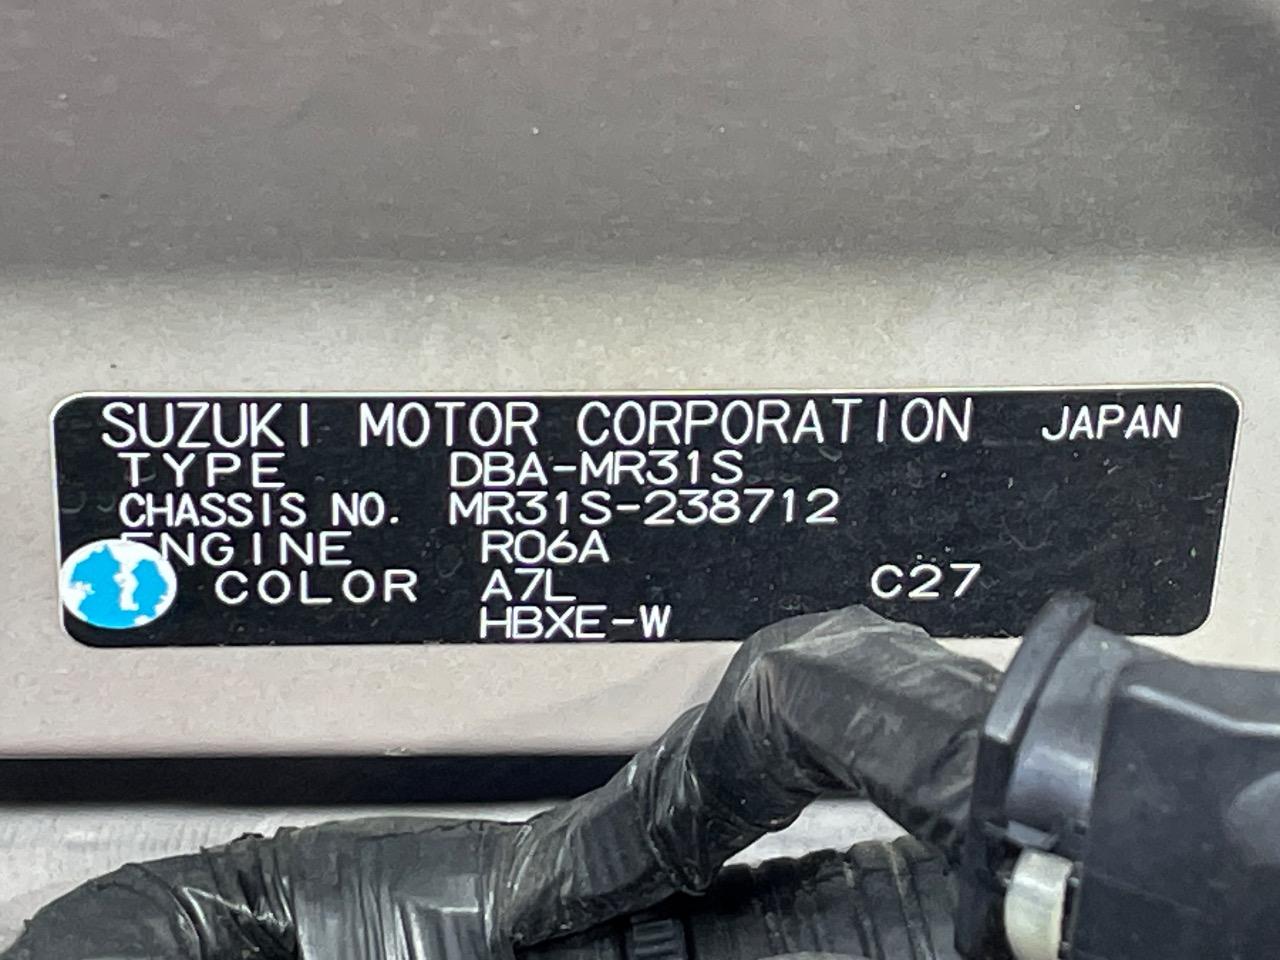 SUZUKI MOTOR CORPORATION JAPAN
TYPE DBA-MR31S
CHASSIS NO. MR31S-238712
ENGINE R06A
COLOR A7L C27
HBXE-W